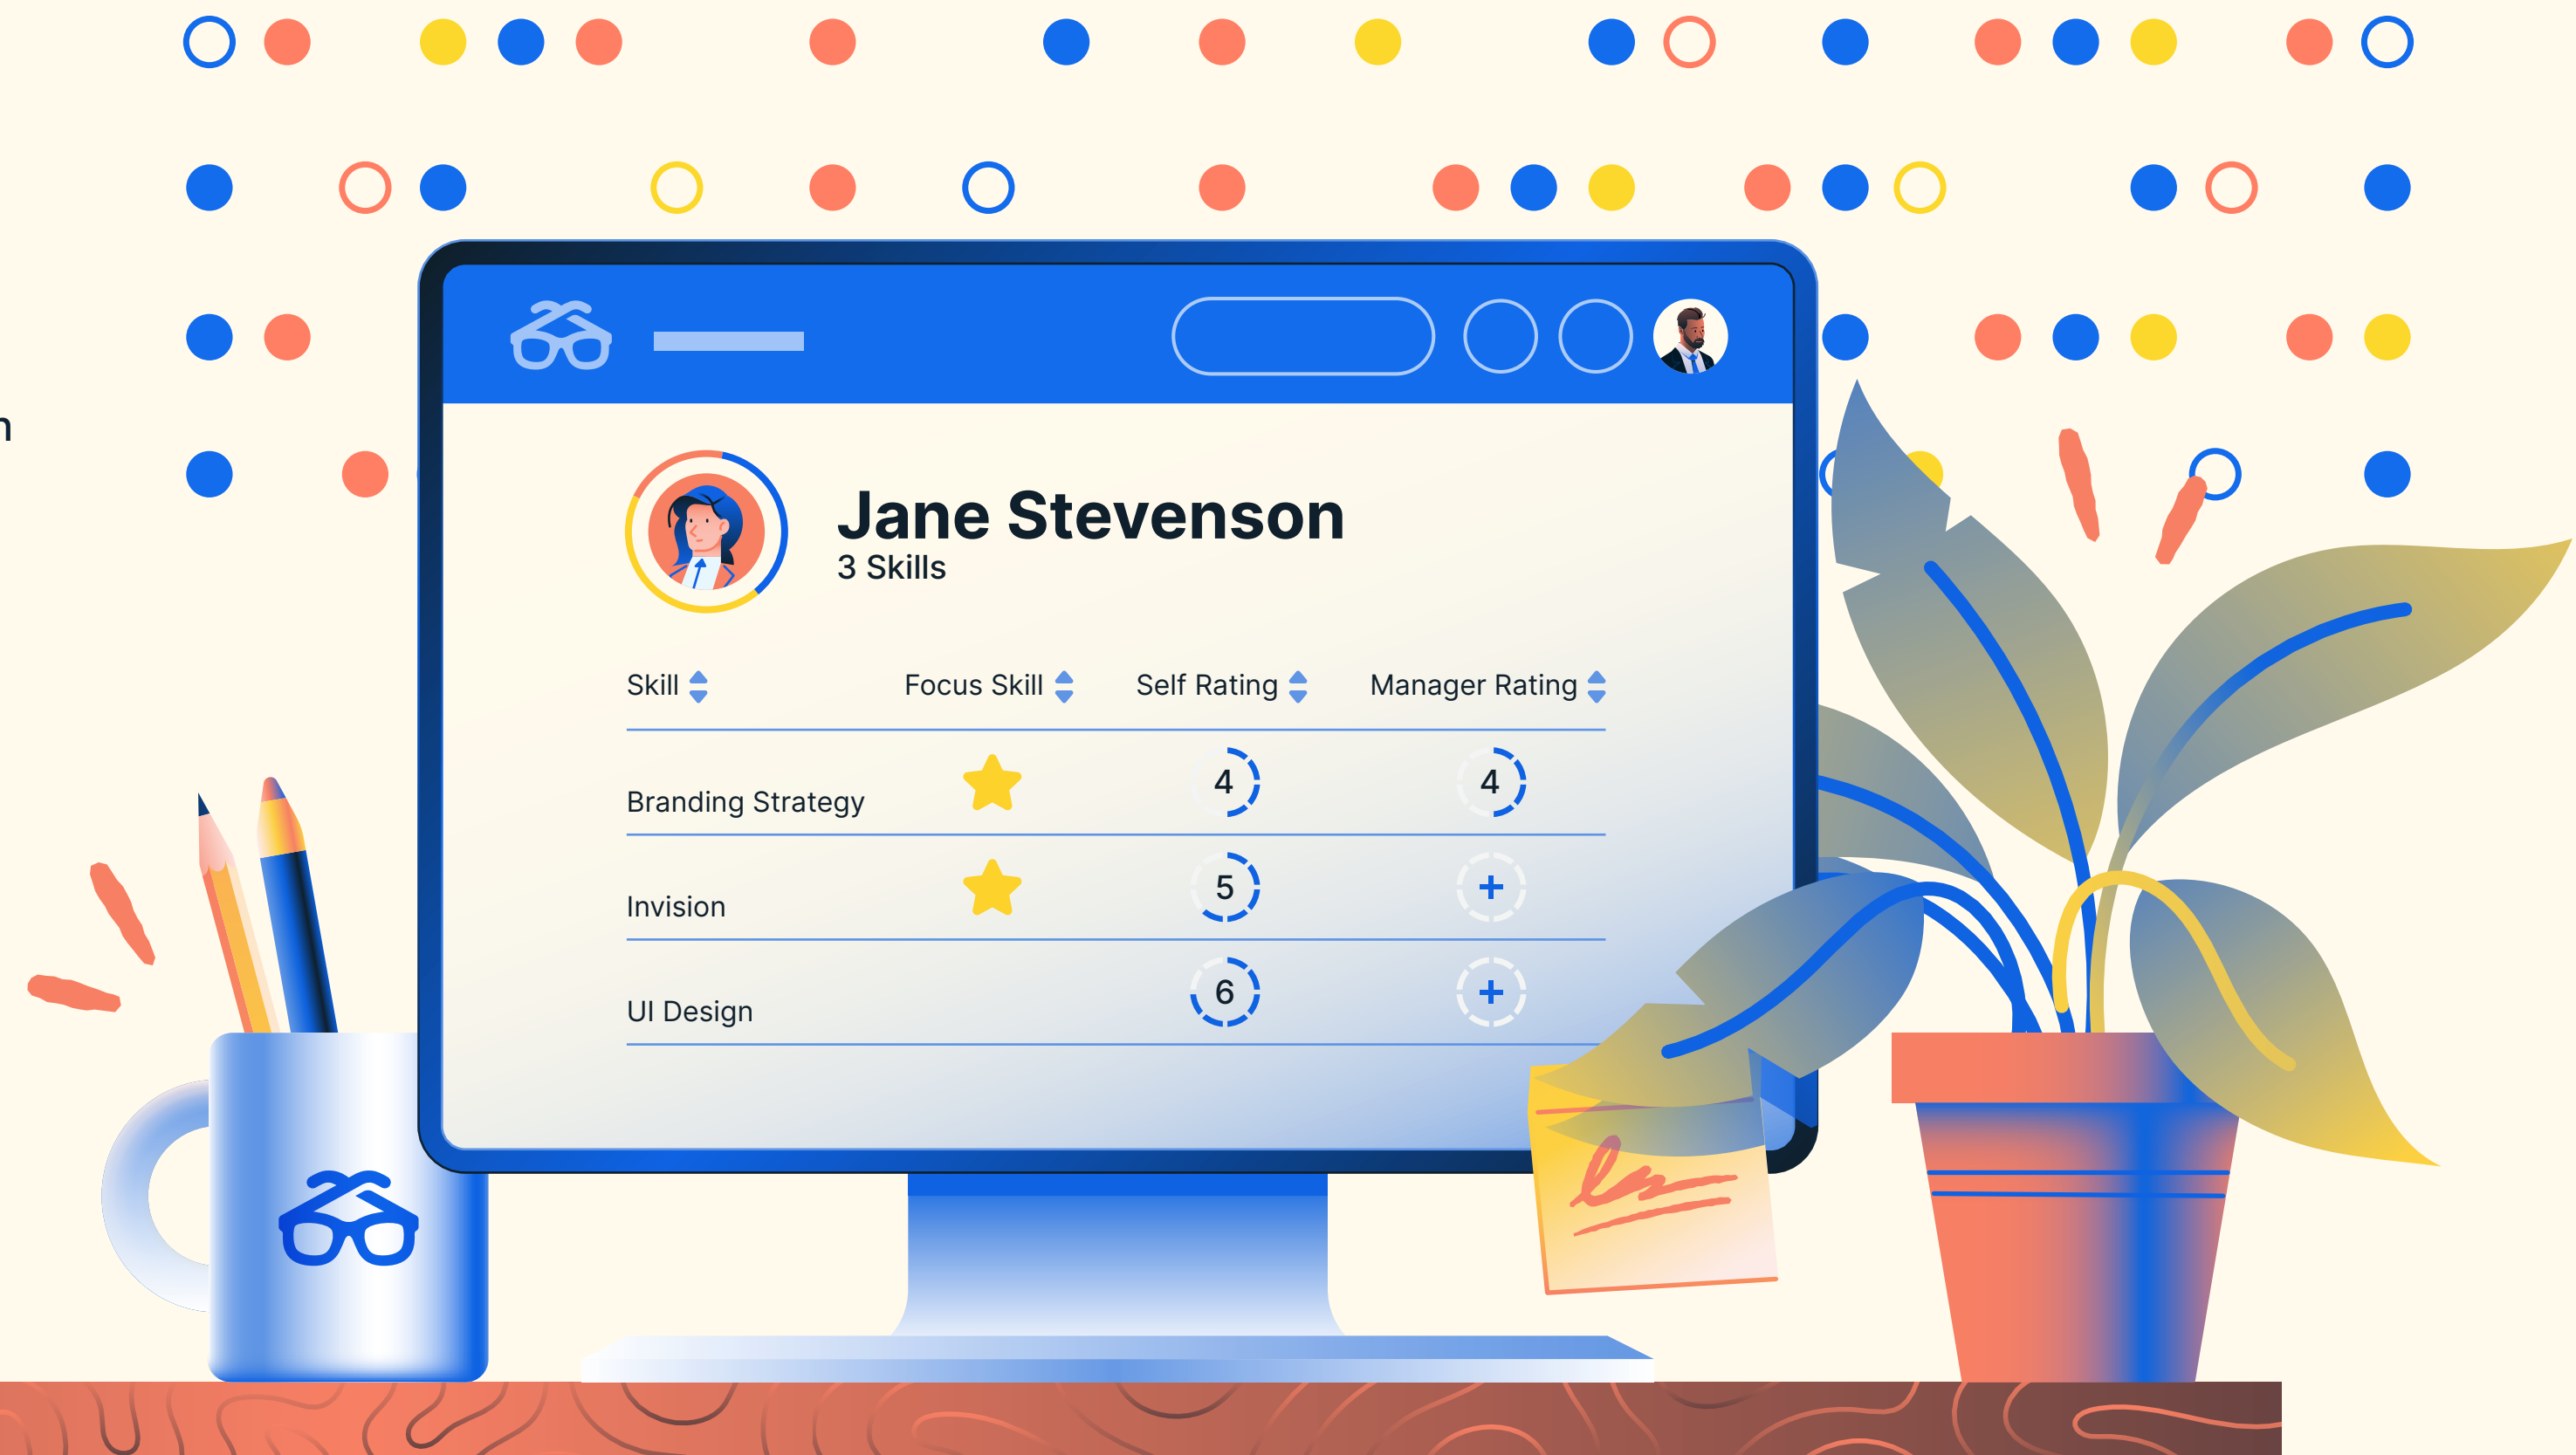 n
Jane Stevenson
3 Skills
Skill Focus Skill Self Rating Manager Rating
Branding Strategy 4 4
Invision 5 +
UI Design 6 +